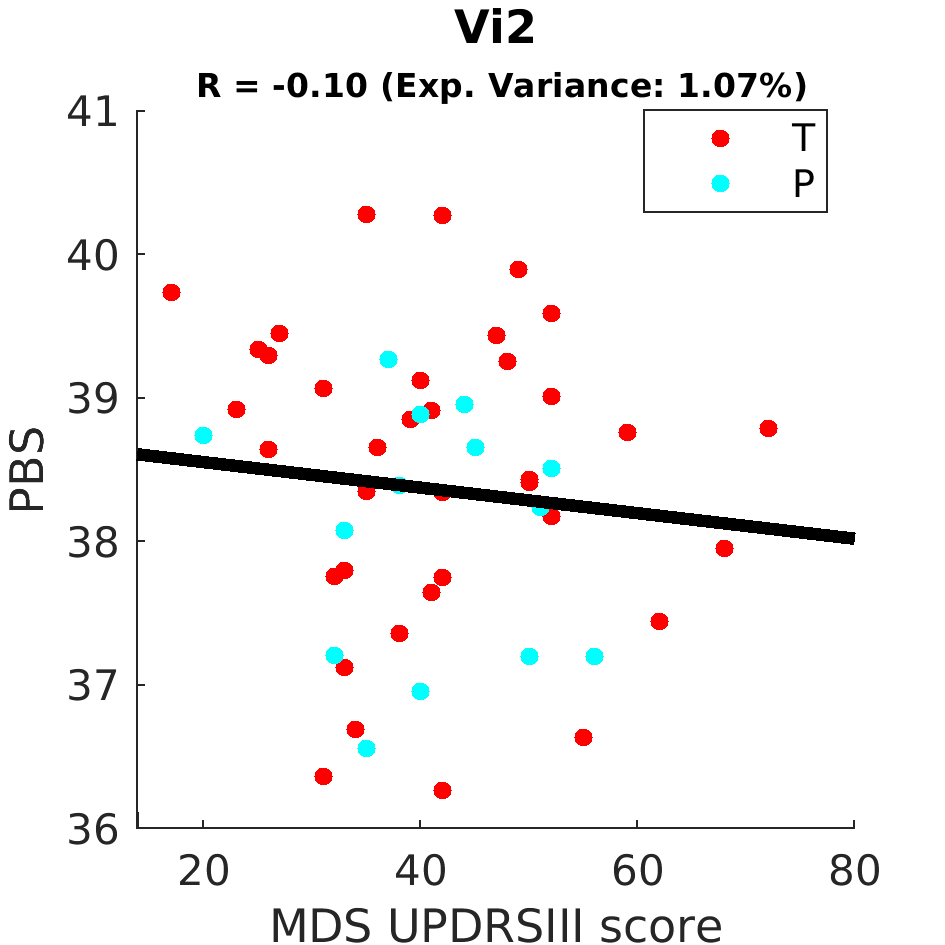 Vi2
R = -0.10 (Exp. Variance: 1.07%)
T
P
41
40
39
38
37
36
PBS
20 40 60 80
MDS UPDRSIII score